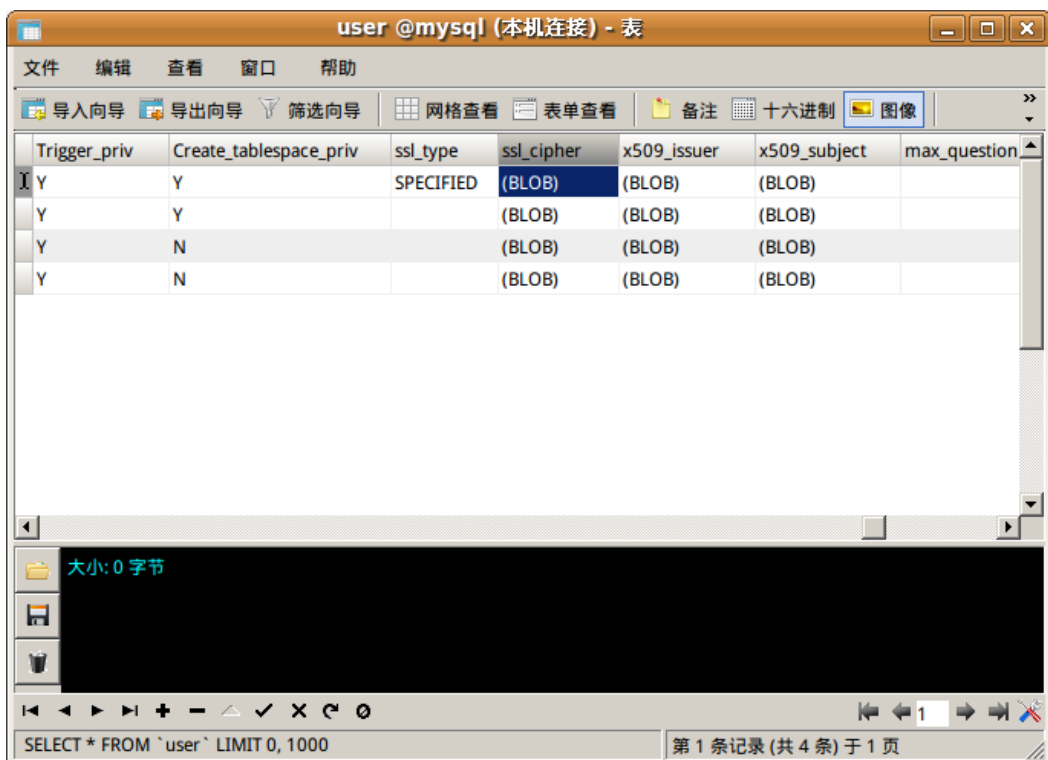 user @mysql (本机连接) - 表
文件 编辑 查看 窗口 帮助
导入向导 导出向导 筛选向导 网格查看 表单查看 备注 十六进制 图像
Trigger_priv Create_tablespace_priv ssl_type ssl_cipher x509_issuer x509_subject max_question
Y Y SPECIFIED (BLOB) (BLOB) (BLOB)
Y Y (BLOB) (BLOB) (BLOB)
Y N (BLOB) (BLOB) (BLOB)
Y N (BLOB) (BLOB) (BLOB)
大小: 0 字节
1
SELECT * FROM `user` LIMIT 0, 1000 第 1 条记录 (共 4 条) 于 1 页